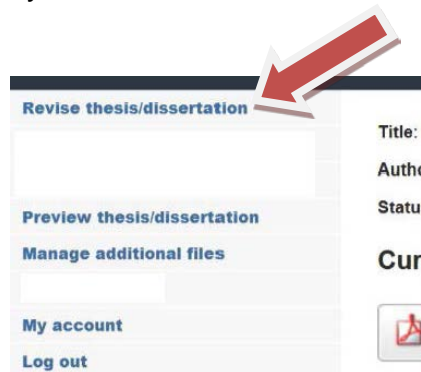 Revise thesis/dissertation
Title:
Preview thesis/dissertation
Manage additional files
My account
Log out